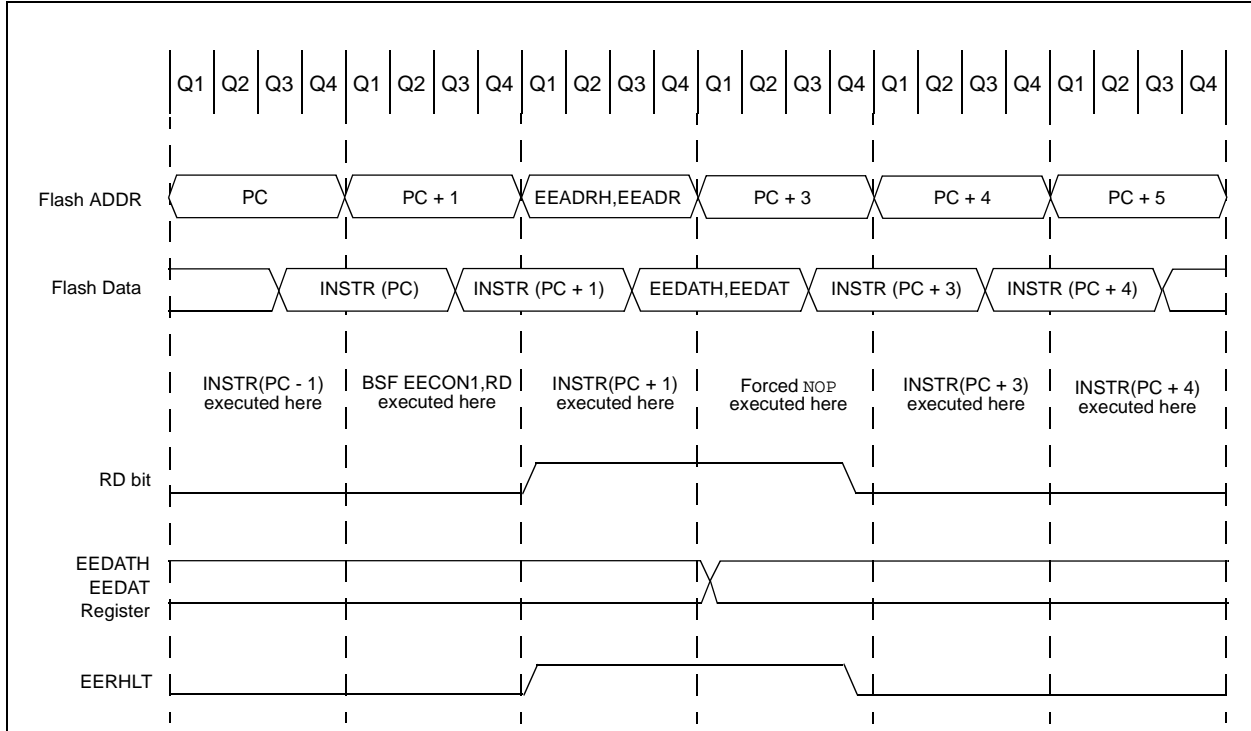 Q1 Q2 Q3 Q4 Q1 Q2 Q3 Q4 Q1 Q2 Q3 Q4 Q1 Q2 Q3 Q4 Q1 Q2 Q3 Q4 Q1 Q2 Q3 Q4
Flash ADDR PC PC + 1 EEADRH,EEADR PC + 3 PC + 4 PC + 5
Flash Data INSTR (PC) INSTR (PC + 1) EEDATH,EEDAT INSTR (PC + 3) INSTR (PC + 4)
INSTR(PC - 1) BSF EECON1,RD INSTR(PC + 1) Forced NOP INSTR(PC + 3) INSTR(PC + 4)
executed here executed here executed here executed here executed here executed here
RD bit
EEDATH
EEDAT
Register
EERHLT